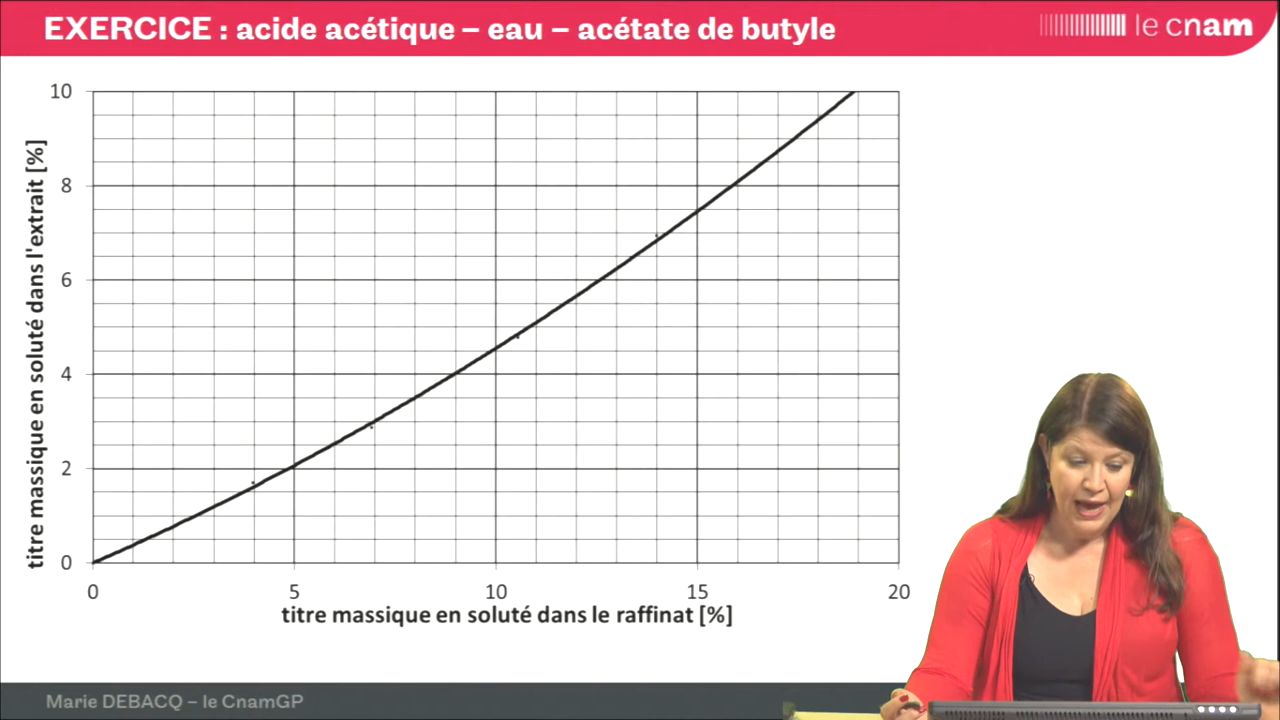 EXERCICE : acide acétique – eau – acétate de butyle
le cnam
titre massique en soluté dans l'extrait [%]
10
8
6
4
2
0
0 5 10 15 20
titre massique en soluté dans le raffinat [%]
Marie DEBACQ – le CnamGP